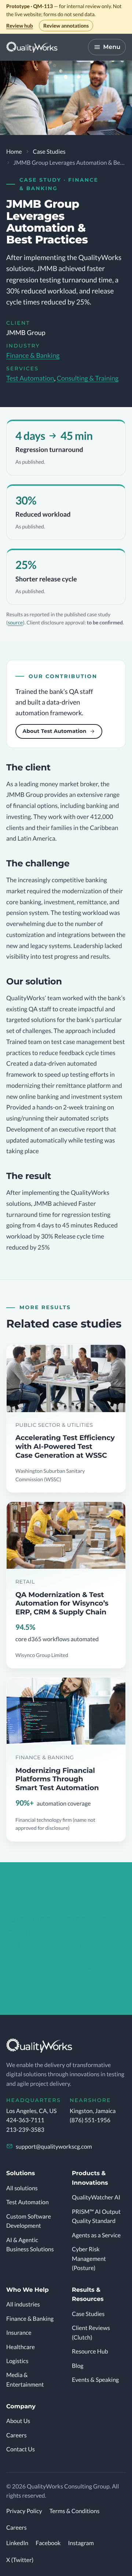 Prototype · QM-113 — for internal review only. Not the live website; forms do not send data.
Review hub
Review annotations
QualityWorks
Menu
Home
Case Studies
JMMB Group Leverages Automation & Be...
CASE STUDY · FINANCE
& BANKING
JMMB Group
Leverages
Automation &
Best Practices
After implementing the QualityWorks
solutions, JMMB achieved faster
regression testing turnaround time, a
30% reduced workload, and release
cycle times reduced by 25%.
CLIENT
JMMB Group
INDUSTRY
Finance & Banking
SERVICES
Test Automation, Consulting & Training
4 days → 45 min
Regression turnaround
As published.
30%
Reduced workload
As published.
25%
Shorter release cycle
As published.
Results as reported in the published case study
(source). Client disclosure approval: to be confirmed.
OUR CONTRIBUTION
Trained the bank's QA staff
and built a data-driven
automation framework.
About Test Automation →
The client
As a leading money market broker, the
JMMB Group provides an extensive range
of financial options, including banking and
investing. They work with over 412,000
clients and their families in the Caribbean
and Latin America.
The challenge
The increasingly competitive banking
market required the modernization of their
core banking, investment, remittance, and
pension system. The testing workload was
overwhelming due to the required amount
of customization and integrations between the
new and legacy systems. Leadership lacked
visibility into test progress and results.
Our solution
QualityWorks' team worked with the bank's
existing QA staff to create impactful and
sustainable ways of testing for both sides of
the technology. The approach included
Trained team on test case management best
practices to reduce feedback cycle times
Created a data-driven automation
framework to expand test efforts in
new online banking and investment system
Provided a hands-on 2-week training on
using/running their automated scripts
Development of an executive report that
updated automatically while testing was
taking place
The result
After implementing the QualityWorks
solutions, JMMB achieved Faster
turnaround time for regression testing
going from 4 days to 45 minutes Reduced
workload by 30% Release cycle time
reduced by 25%
MORE RESULTS
Related case studies
PUBLIC SECTOR & UTILITIES
Accelerating Test Efficiency
with AI-Powered Test
Case Generation at WSSC
Washington Suburban Sanitary
Commission (WSSC)
RETAIL
QA Modernization & Test
Automation for Wisynco's
ERP, CRM & Supply Chain
94.5%
core d365 workflows automated
Wisynco Group Limited
FINANCE & BANKING
Modernizing Financial
Platforms Through
Smart Test Automation
90%+ automation coverage
Financial technology firm (name not
approved for disclosure)
QualityWorks
We enable the delivery of transformative
digital solutions through innovations in testing
and agile project delivery.
HEADQUARTERS
Los Angeles, CA, US
424-363-7111
213-239-3583
NEARSHORE
Kingston, Jamaica
(876) 551-1956
support@qualityworkscg.com
Solutions
All solutions
Test Automation
Custom Software
Development
AI & Agentic
Business Solutions
Products &
Innovations
QualityWatcher AI
PRISM™ AI Output
Quality Standard
Agents as a Service
Cyber Risk
Management
(Posture)
Who We Help
All industries
Finance & Banking
Insurance
Healthcare
Logistics
Media &
Entertainment
Results &
Resources
Case Studies
Client Reviews
(Clutch)
Resource Hub
Blog
Events & Speaking
Company
About Us
Careers
Contact Us
© 2026 QualityWorks Consulting Group. All
rights reserved.
Privacy Policy
Terms & Conditions
Careers
LinkedIn
Facebook
Instagram
X (Twitter)